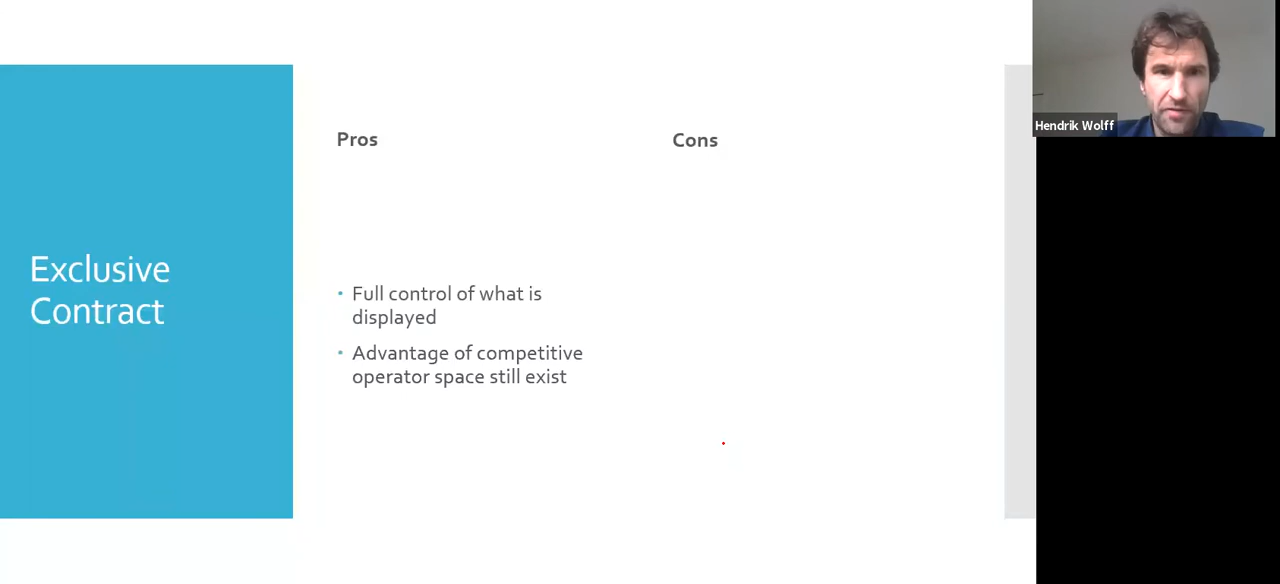 Hendrik Wolff
Exclusive
Contract
Pros
• Full control of what is
displayed
• Advantage of competitive
operator space still exist
Cons